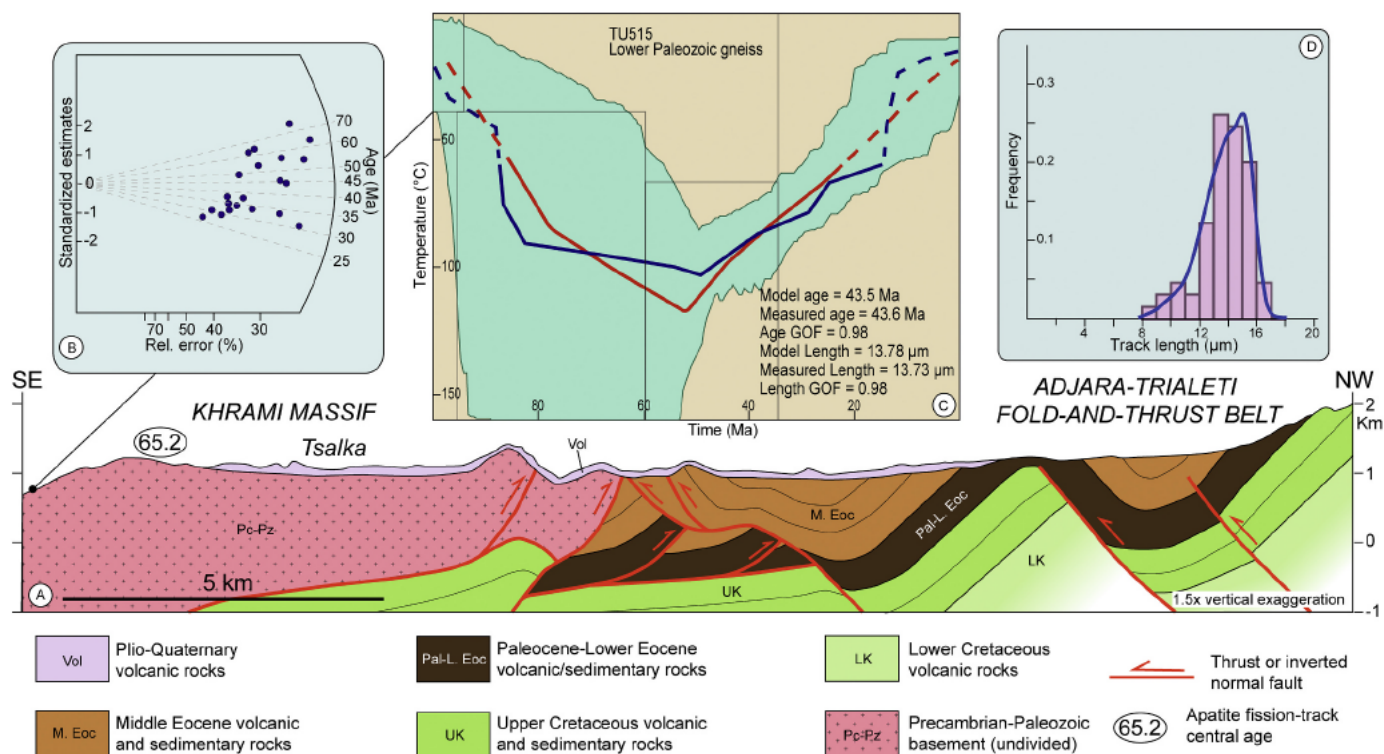 B
Standardized estimates
2
1
0
-1
-2
70
60
50
45
40
35
30
25
Age (Ma)
70
60
50
40
30
Rel. error (%)
TU515
Lower Paleozoic gneiss
Temperature (°C)
-60
-100
-150
80
60
40
20
Time (Ma)
Model age = 43.5 Ma
Measured age = 43.6 Ma
Age GOF = 0.98
Model Length = 13.78 µm
Measured Length = 13.73 µm
Length GOF = 0.98
C
D
Frequency
0.3
0.2
0.1
4
8
12
16
20
Track length (µm)
SE
KHRAMI MASSIF
65.2
Tsalka
Vol
ADJARA-TRIALETI
FOLD-AND-THRUST BELT
NW
2
Km
1
0
-1
Pc-Pz
M. Eoc
Pal-L. Eoc
LK
UK
A
5 km
1.5x vertical exaggeration
Vol
Plio-Quaternary
volcanic rocks
Pal-L. Eoc
Paleocene-Lower Eocene
volcanic/sedimentary rocks
LK
Lower Cretaceous
volcanic rocks
Thrust or inverted
normal fault
M. Eoc
Middle Eocene volcanic
and sedimentary rocks
UK
Upper Cretaceous volcanic
and sedimentary rocks
Pc-Pz
Precambrian-Paleozoic
basement (undivided)
65.2
Apatite fission-track
central age